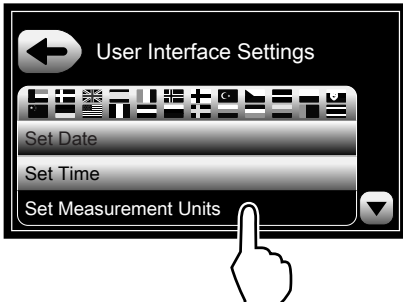 User Interface Settings
Set Date
Set Time
Set Measurement Units